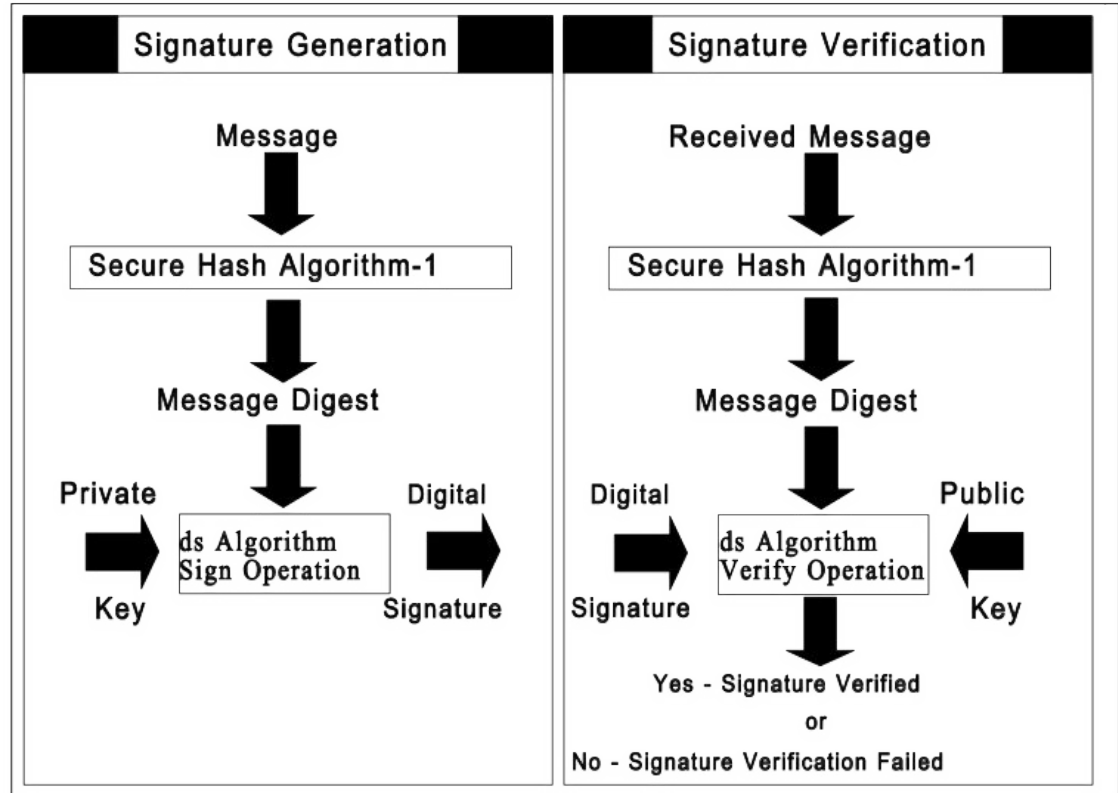 Signature Generation
Message
Secure Hash Algorithm-1
Message Digest
Private
Key
ds Algorithm
Sign Operation
Digital
Signature
Signature Verification
Received Message
Secure Hash Algorithm-1
Message Digest
Digital
Signature
ds Algorithm
Verify Operation
Public
Key
Yes - Signature Verified
or
No - Signature Verification Failed